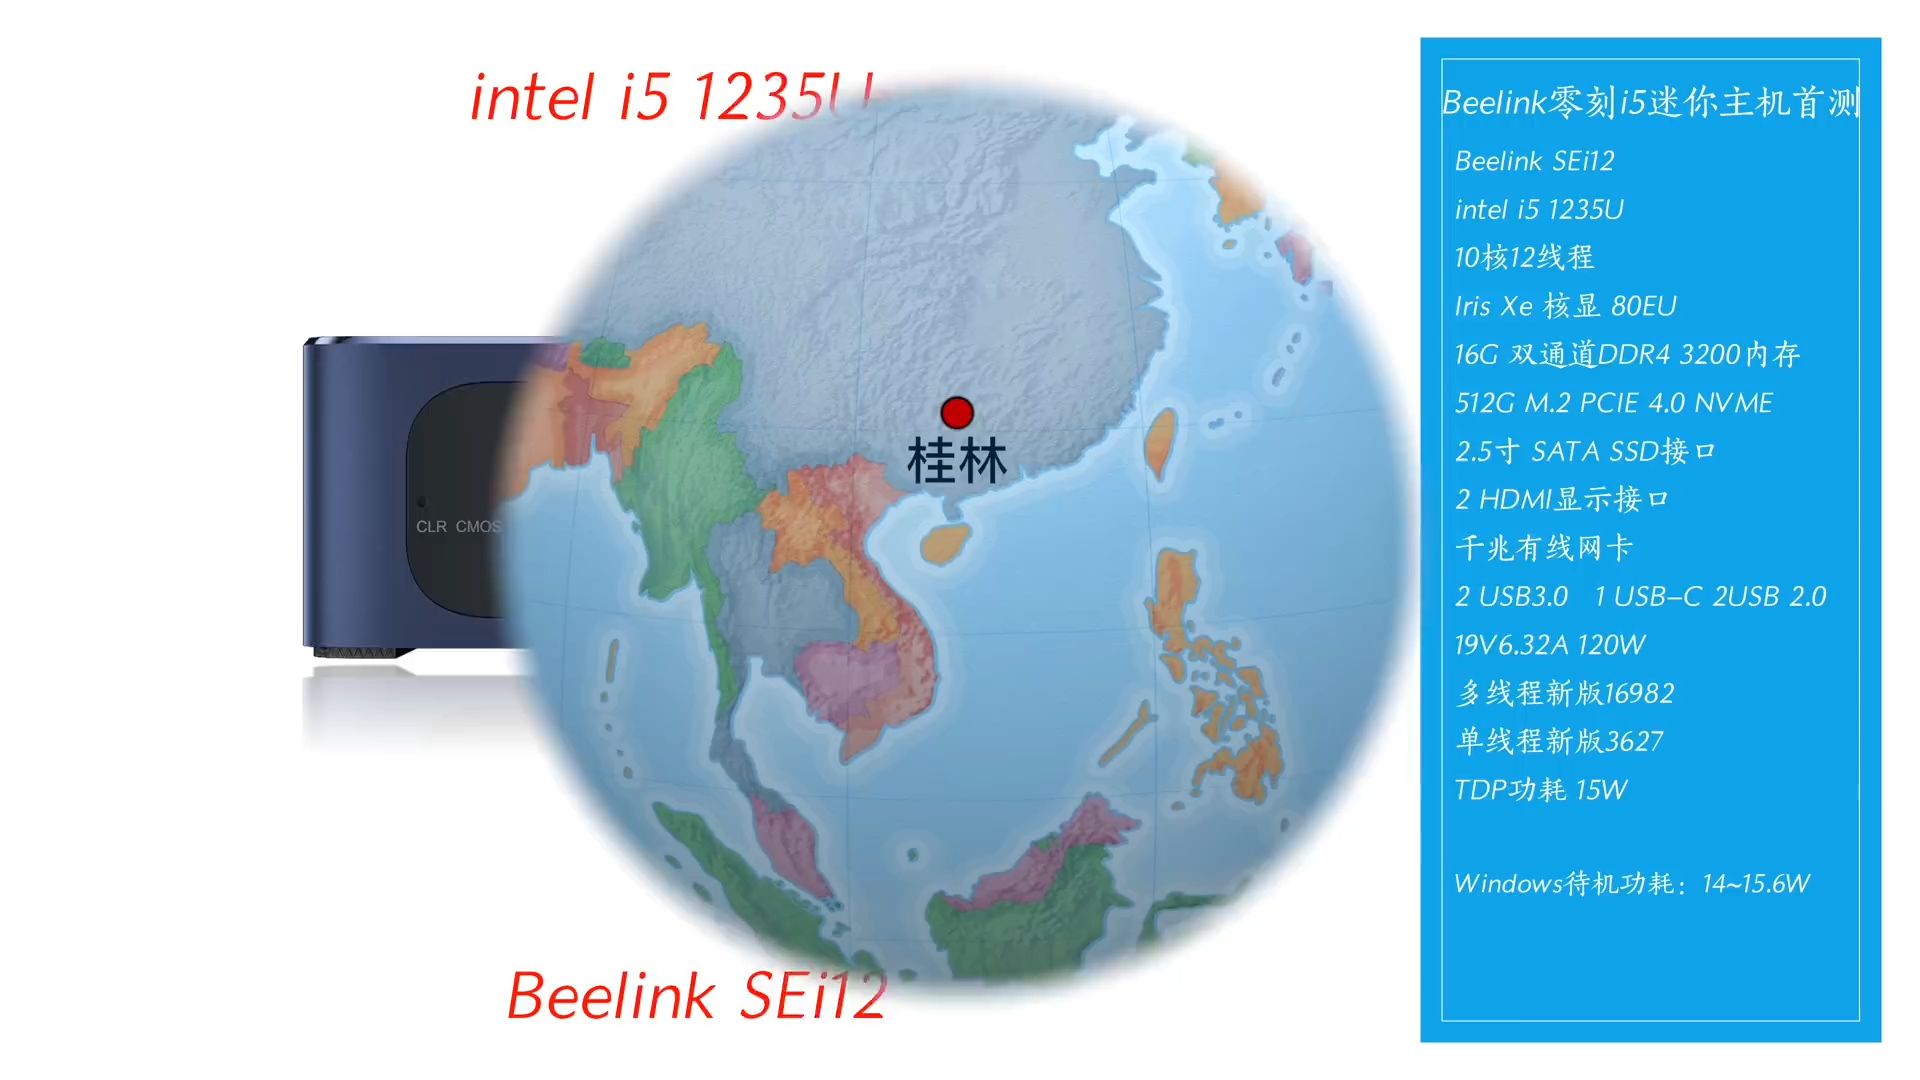 intel i5 1235U
CLR CMOS
桂林
Beelink SEi12
Beelink零刻i5迷你主机首测
Beelink SEi12
intel i5 1235U
10核12线程
Iris Xe 核显 80EU
16G 双通道DDR4 3200内存
512G M.2 PCIE 4.0 NVME
2.5寸 SATA SSD接口
2 HDMI显示接口
千兆有线网卡
2 USB3.0 1 USB-C 2USB 2.0
19V6.32A 120W
多线程新版16982
单线程新版3627
TDP功耗 15W
Windows待机功耗：14~15.6W